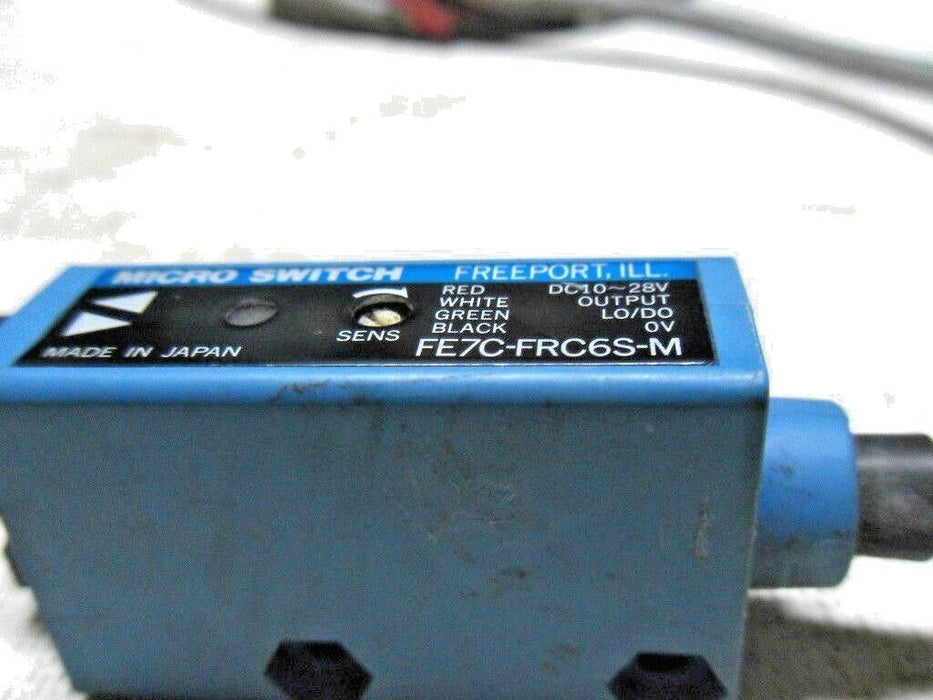 MICRO SWITCH FREEPORT, ILL.
RED DC10~28V
WHITE OUTPUT
GREEN LO/DO
BLACK 0V
SENS
MADE IN JAPAN FE7C-FRC6S-M